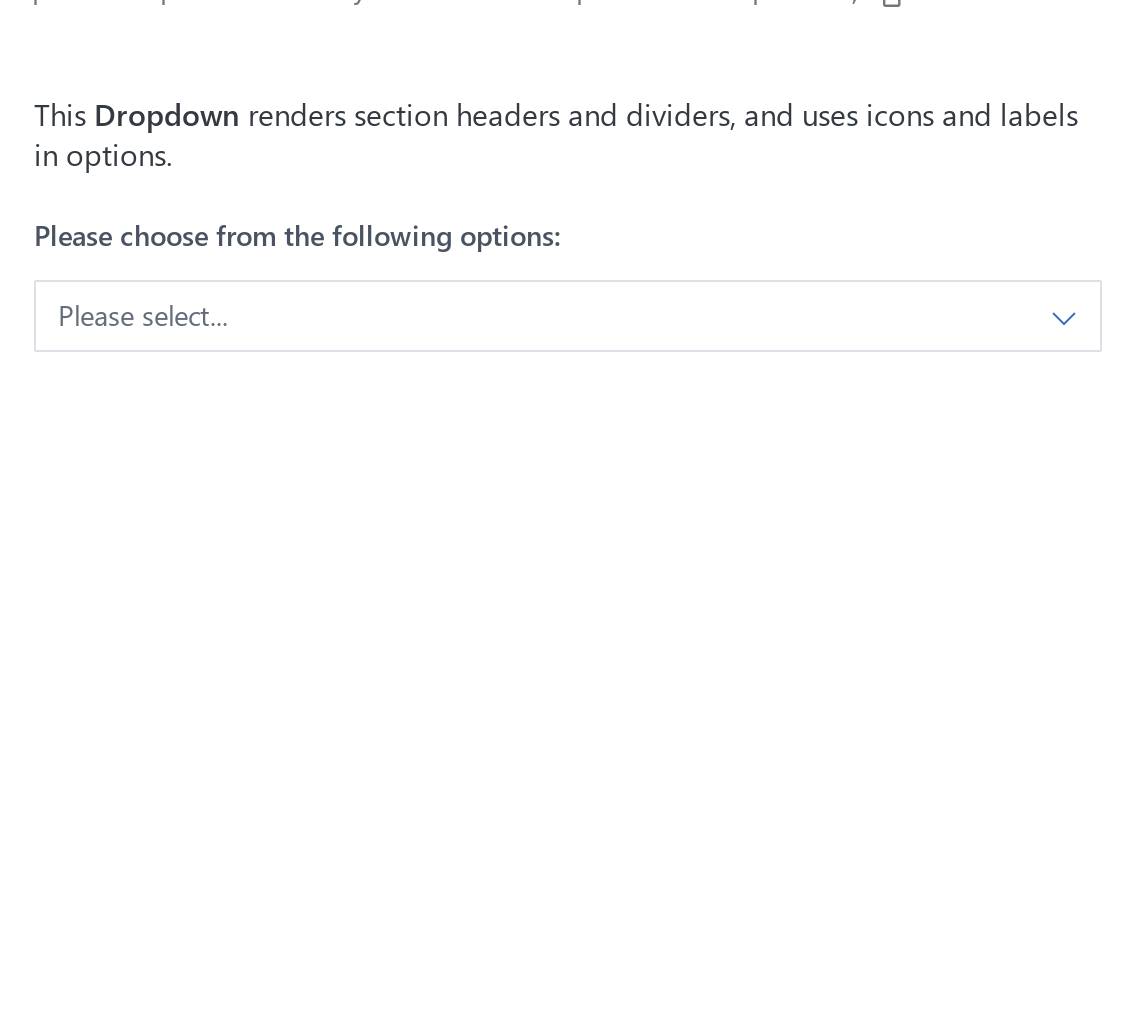 This Dropdown renders section headers and dividers, and uses icons and labels
in options.
Please choose from the following options:
Please select...